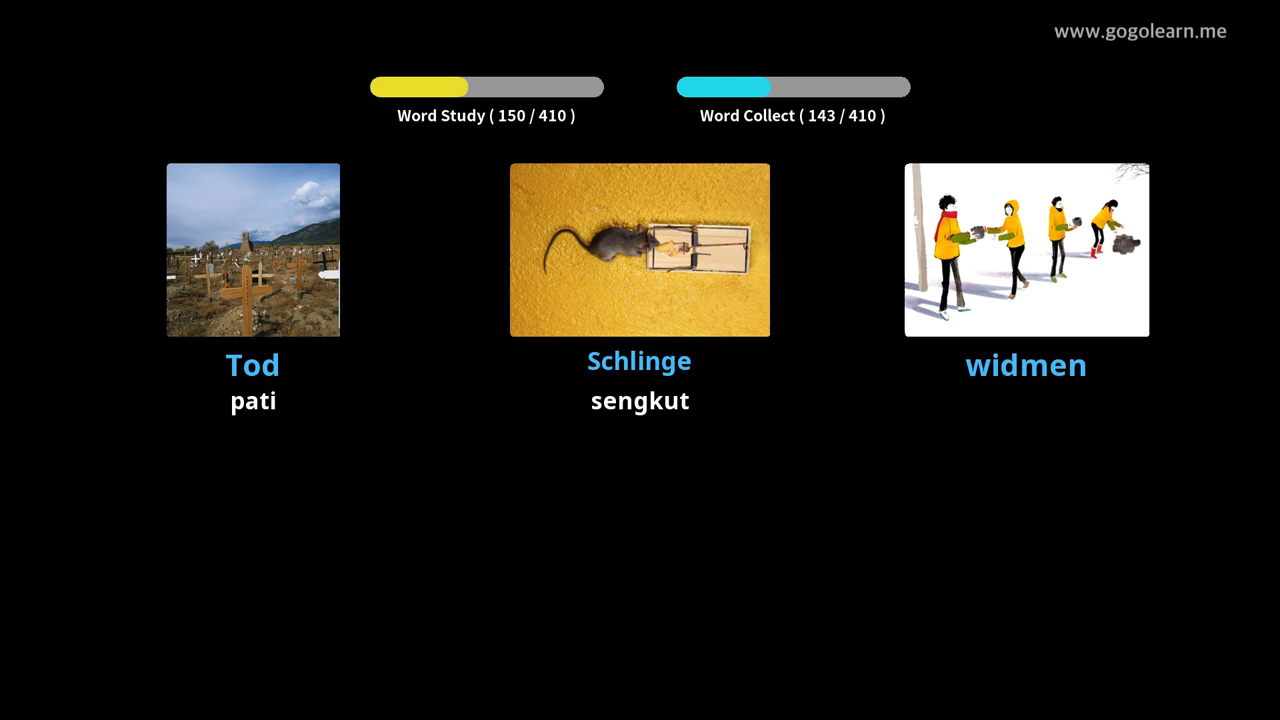 www.gogolearn.me
Word Study ( 150 / 410 )
Word Collect ( 143 / 410 )
Tod
pati
Schlinge
sengkut
widmen